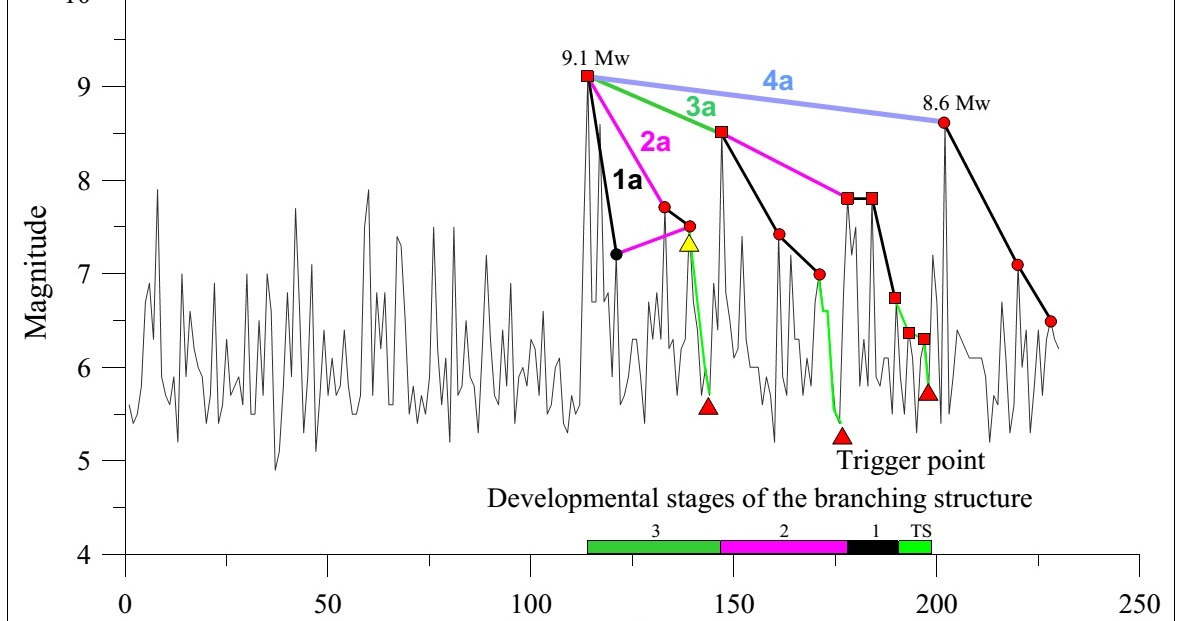 10
9.1 Mw
4a
9
3a
8.6 Mw
2a
8
1a
Magnitude
7
6
5
Trigger point
Developmental stages of the branching structure
3 2 1 TS
4
0 50 100 150 200 250